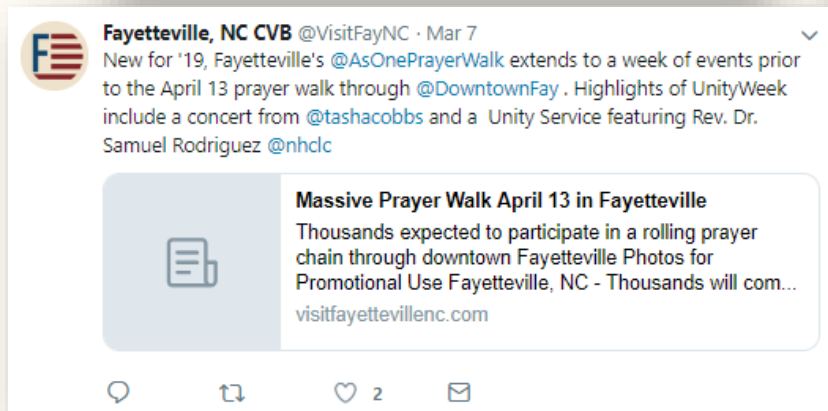 Fayetteville, NC CVB @VisitFayNC · Mar 7
New for '19, Fayetteville's @AsOnePrayerWalk extends to a week of events prior
to the April 13 prayer walk through @DowntownFay . Highlights of UnityWeek
include a concert from @tashacobbs and a Unity Service featuring Rev. Dr.
Samuel Rodriguez @nhclc
Massive Prayer Walk April 13 in Fayetteville
Thousands expected to participate in a rolling prayer
chain through downtown Fayetteville Photos for
Promotional Use Fayetteville, NC - Thousands will com...
visitfayettevillenc.com
2